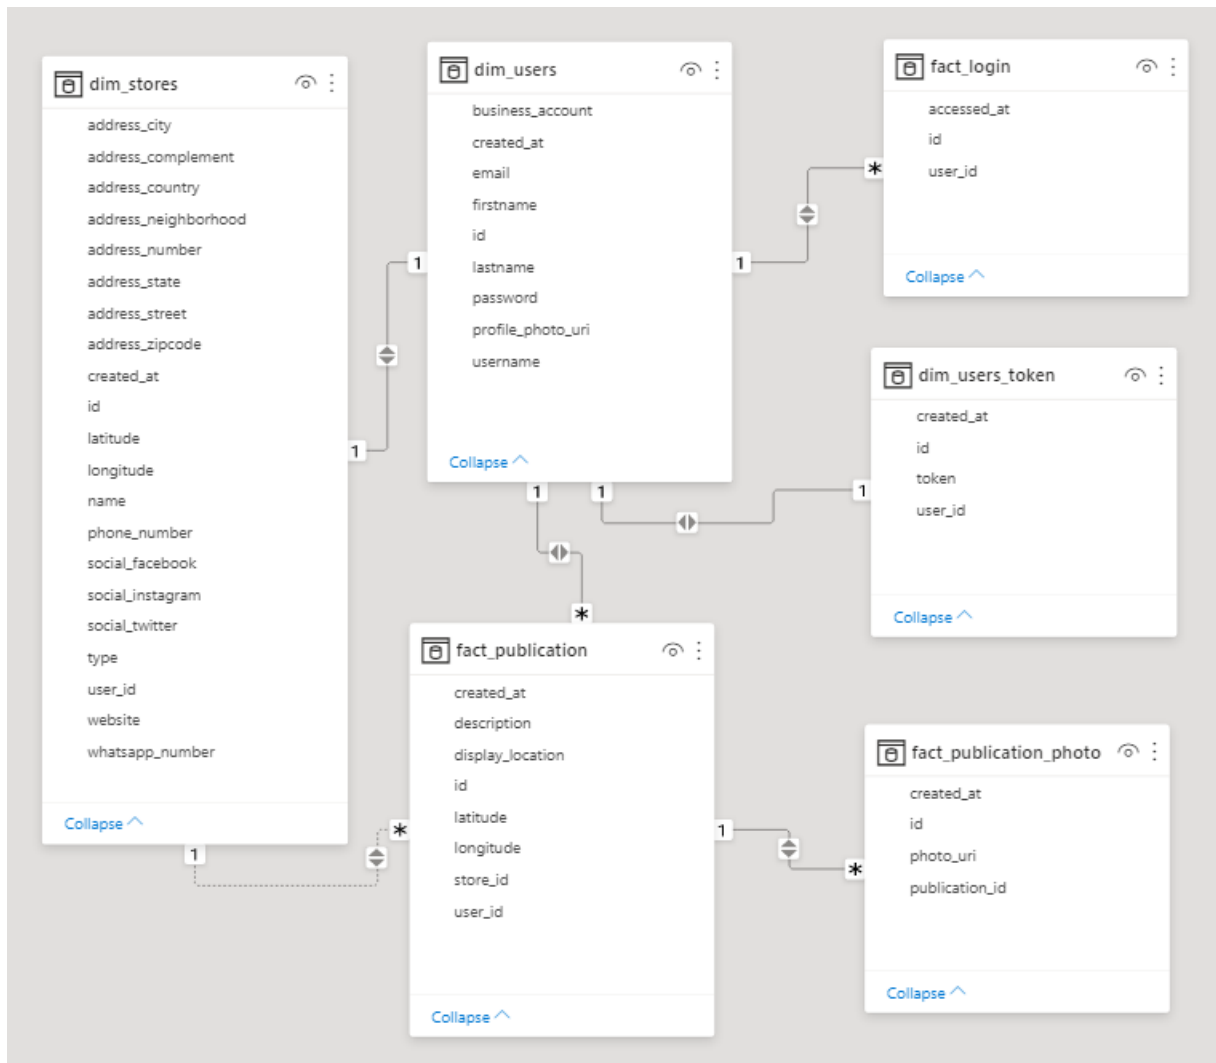 dim_stores
address_city
address_complement
address_country
address_neighborhood
address_number
address_state
address_street
address_zipcode
created_at
id
latitude
longitude
name
phone_number
social_facebook
social_instagram
social_twitter
type
user_id
website
whatsapp_number
Collapse
1
1
dim_users
business_account
created_at
email
firstname
id
lastname
password
profile_photo_uri
username
Collapse
1
1
1
1
fact_login
accessed_at
id
user_id
Collapse
*
dim_users_token
created_at
id
token
user_id
Collapse
1
fact_publication
created_at
description
display_location
id
latitude
longitude
store_id
user_id
Collapse
*
*
1
fact_publication_photo
created_at
id
photo_uri
publication_id
Collapse
*